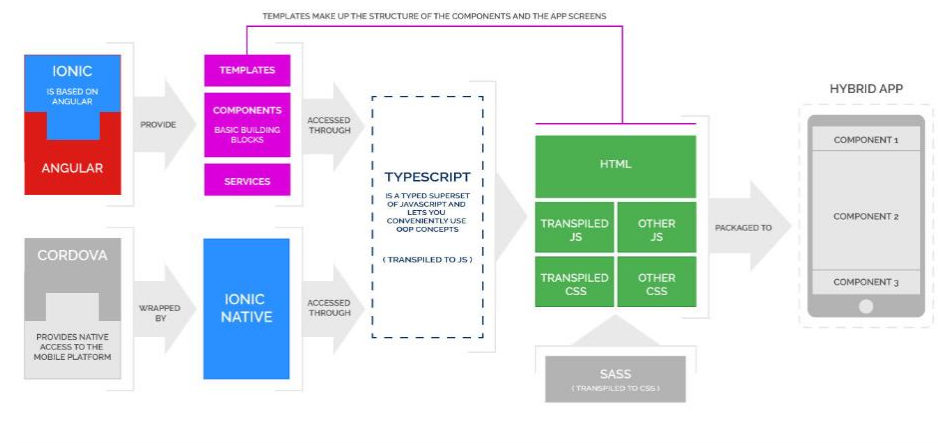 TEMPLATES MAKE UP THE STRUCTURE OF THE COMPONENTS AND THE APP SCREENS
IONIC
IS BASED ON
ANGULAR
ANGULAR
PROVIDE
TEMPLATES
COMPONENTS
BASIC BUILDING
BLOCKS
SERVICES
ACCESSED
THROUGH
TYPESCRIPT
IS A TYPED SUPERSET
OF JAVASCRIPT AND
LETS YOU
CONVENIENTLY USE
OOP CONCEPTS
( TRANSPILED TO JS )
HTML
TRANSPILED
JS
OTHER
JS
TRANSPILED
CSS
OTHER
CSS
PACKAGED TO
HYBRID APP
COMPONENT 1
COMPONENT 2
COMPONENT 3
CORDOVA
PROVIDES NATIVE
ACCESS TO THE
MOBILE PLATFORM
WRAPPED
BY
IONIC
NATIVE
ACCESSED
THROUGH
SASS
( TRANSPILED TO CSS )